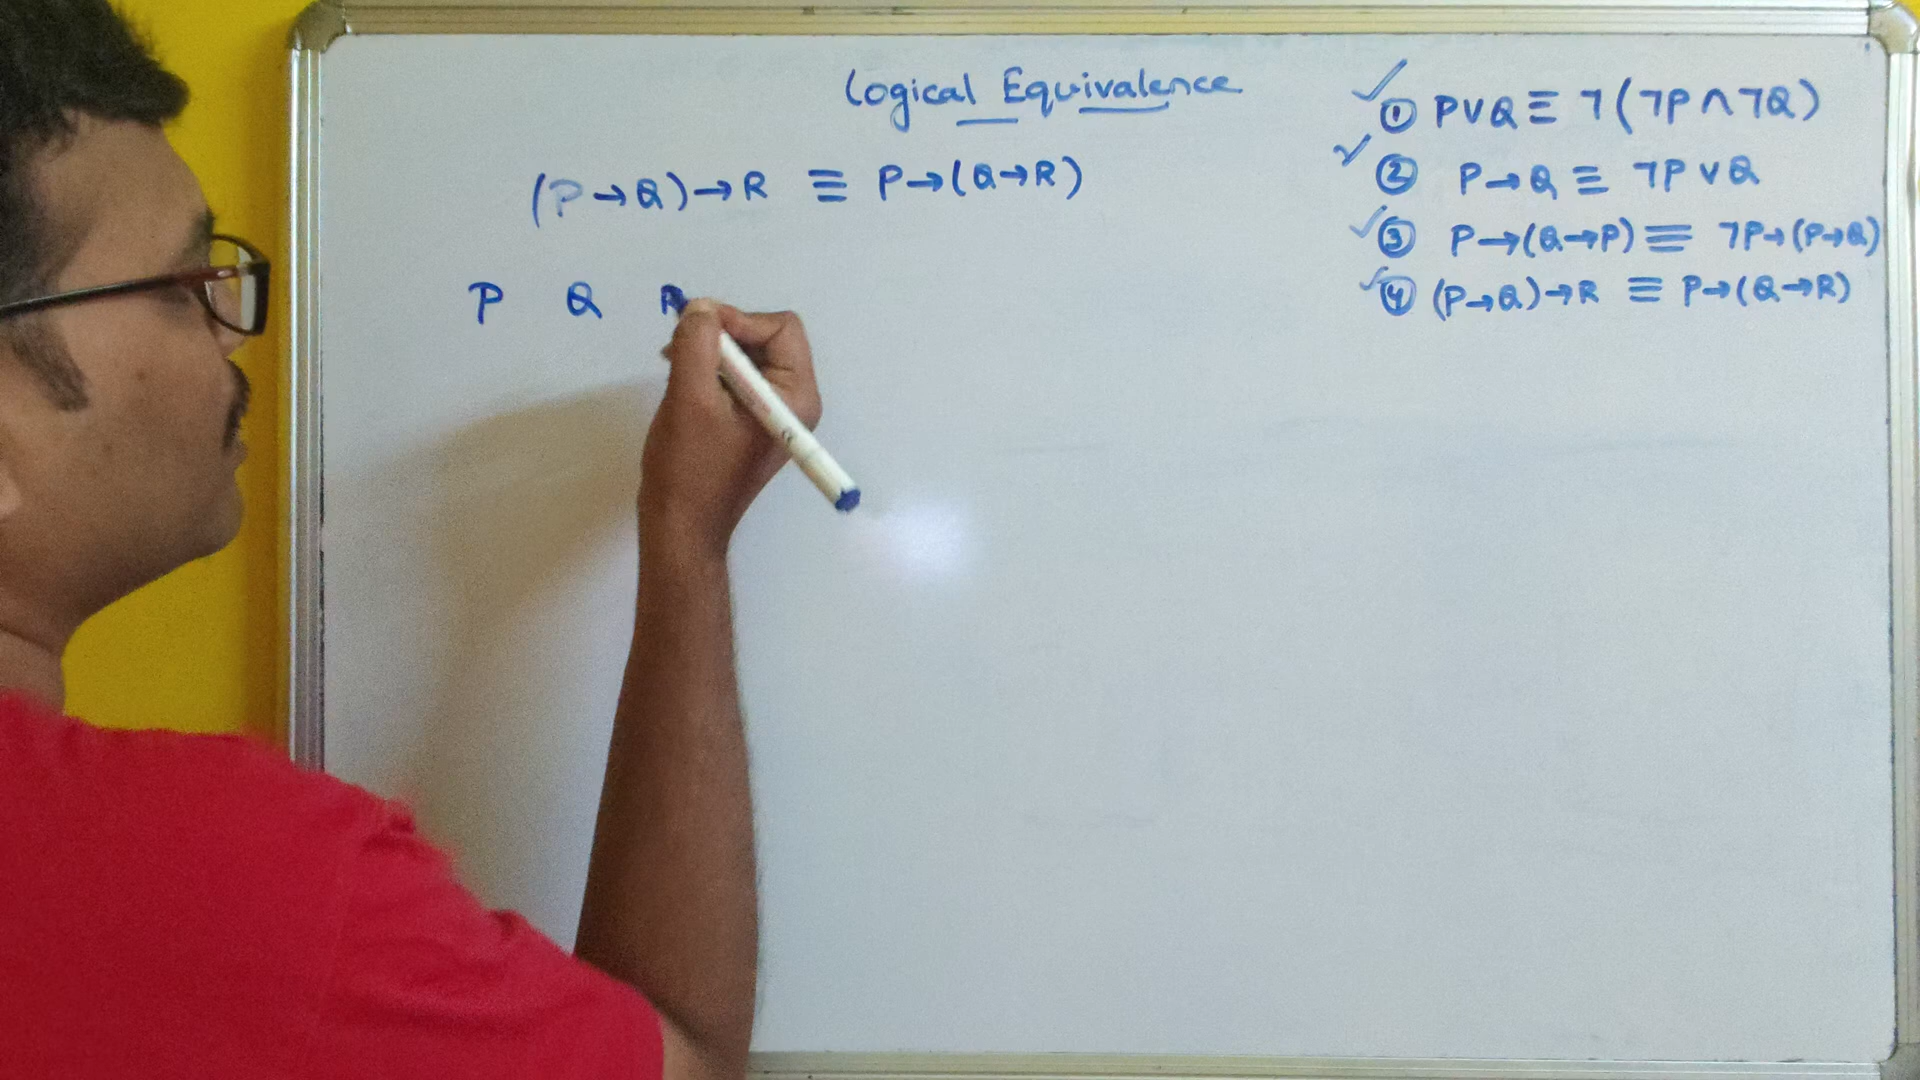 Logical Equivalence
(P→Q)→R ≡ P→(Q→R)
P Q R
① P∨Q ≡ ¬(¬P∧¬Q)
② P→Q ≡ ¬P∨Q
③ P→(Q→P) ≡ ¬P→(P→Q)
④ (P→Q)→R ≡ P→(Q→R)